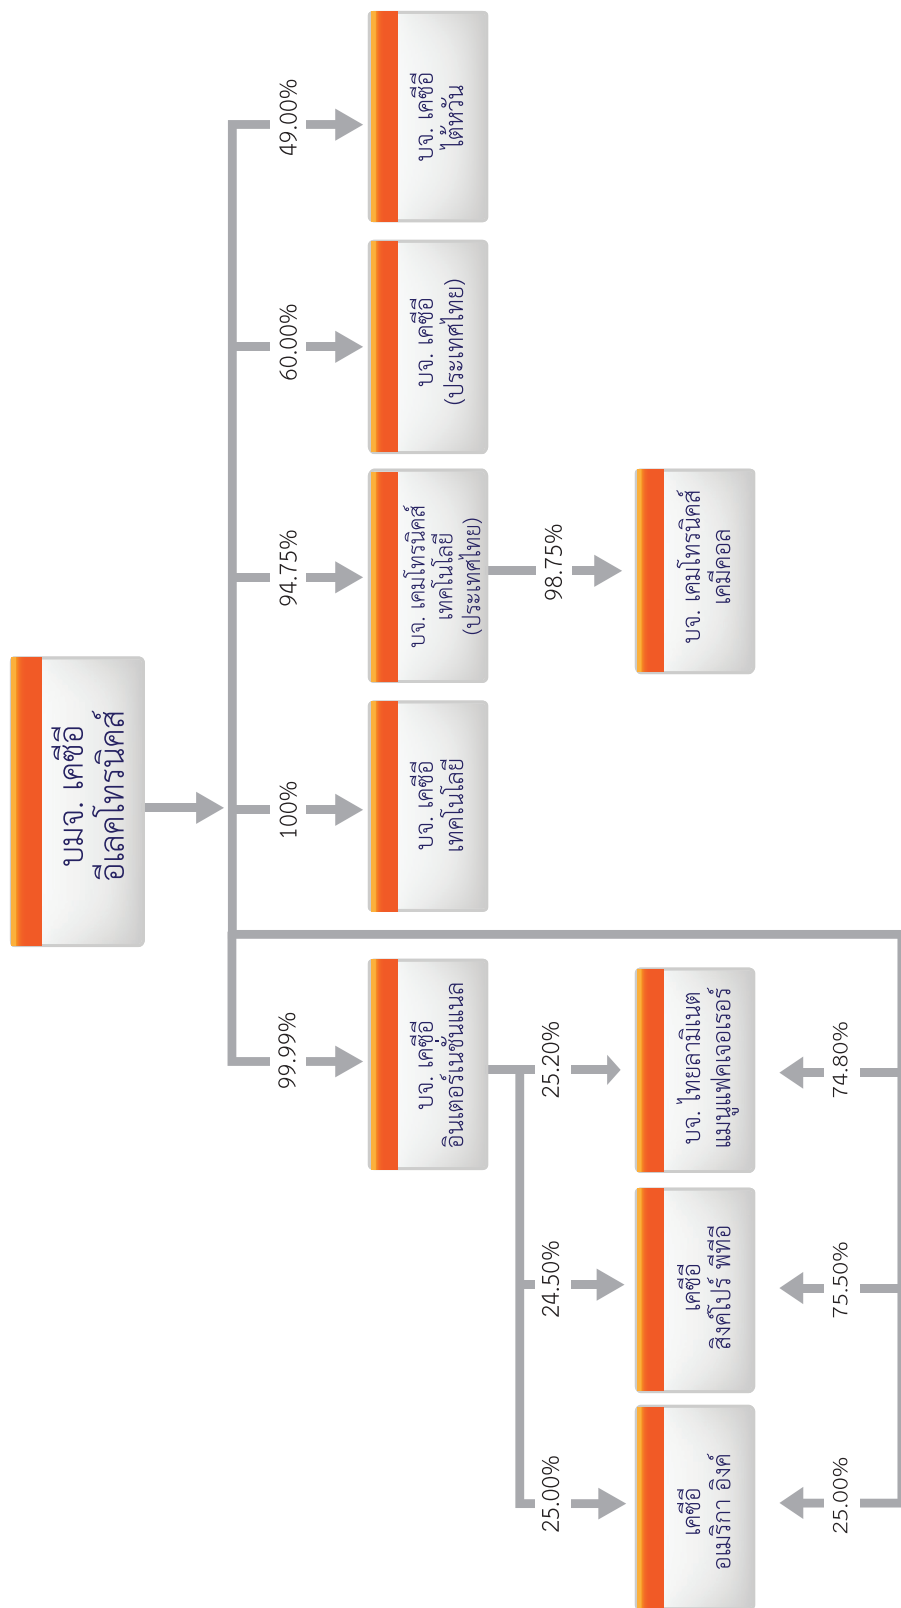 บมจ. เคซีอี
อีเลคโทรนิคส์
99.99%
100%
94.75%
60.00%
49.00%
บจ. เคซีอี
อินเตอร์เนชั่นแนล
บจ. เคซีอี
เทคโนโลยี
บจ. เคมโทรนิคส์
เทคโนโลยี
(ประเทศไทย)
บจ. เคซีอี
(ประเทศไทย)
บจ. เคซีอี
ไต้หวัน
25.00%
24.50%
25.20%
98.75%
เคซีอี
อเมริกา อิงค์
เคซีอี
สิงค์โปร์ พีทีอี
บจ. ไทยลามิเนต
แมนูแฟคเจอเรอร์
บจ. เคมโทรนิคส์
เคมีคอล
25.00%
75.50%
74.80%